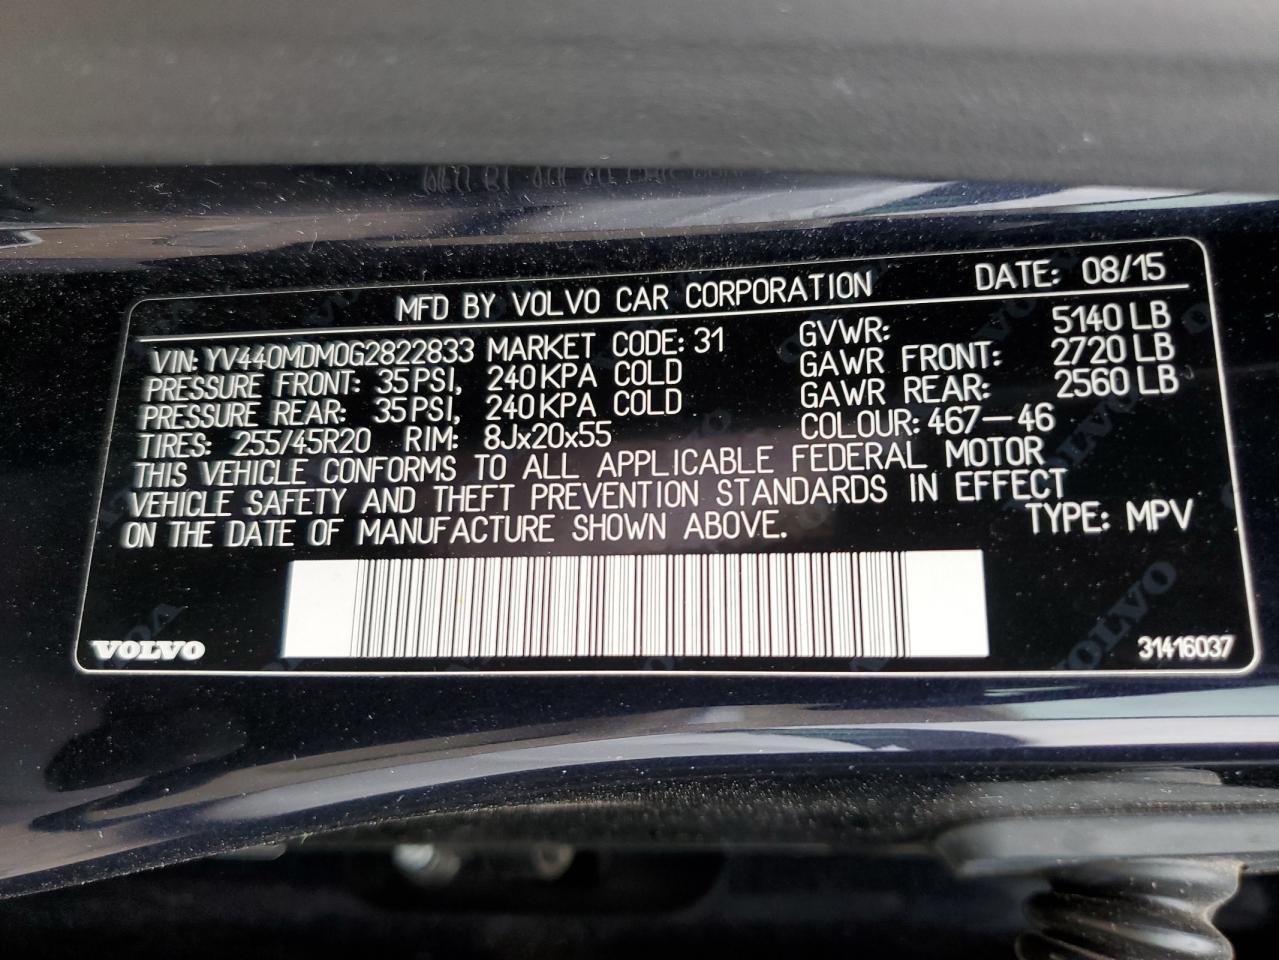 MFD BY VOLVO CAR CORPORATION DATE: 08/15
VIN: YV440MDM0G2822833 MARKET CODE: 31 GVWR: 5140 LB
PRESSURE FRONT: 35 PSI, 240 KPA COLD GAWR FRONT: 2720 LB
PRESSURE REAR: 35 PSI, 240 KPA COLD GAWR REAR: 2560 LB
TIRES: 255/45R20 RIM: 8Jx20x55 COLOUR: 467-46
THIS VEHICLE CONFORMS TO ALL APPLICABLE FEDERAL MOTOR
VEHICLE SAFETY AND THEFT PREVENTION STANDARDS IN EFFECT
ON THE DATE OF MANUFACTURE SHOWN ABOVE. TYPE: MPV
VOLVO 31416037
VOLVO